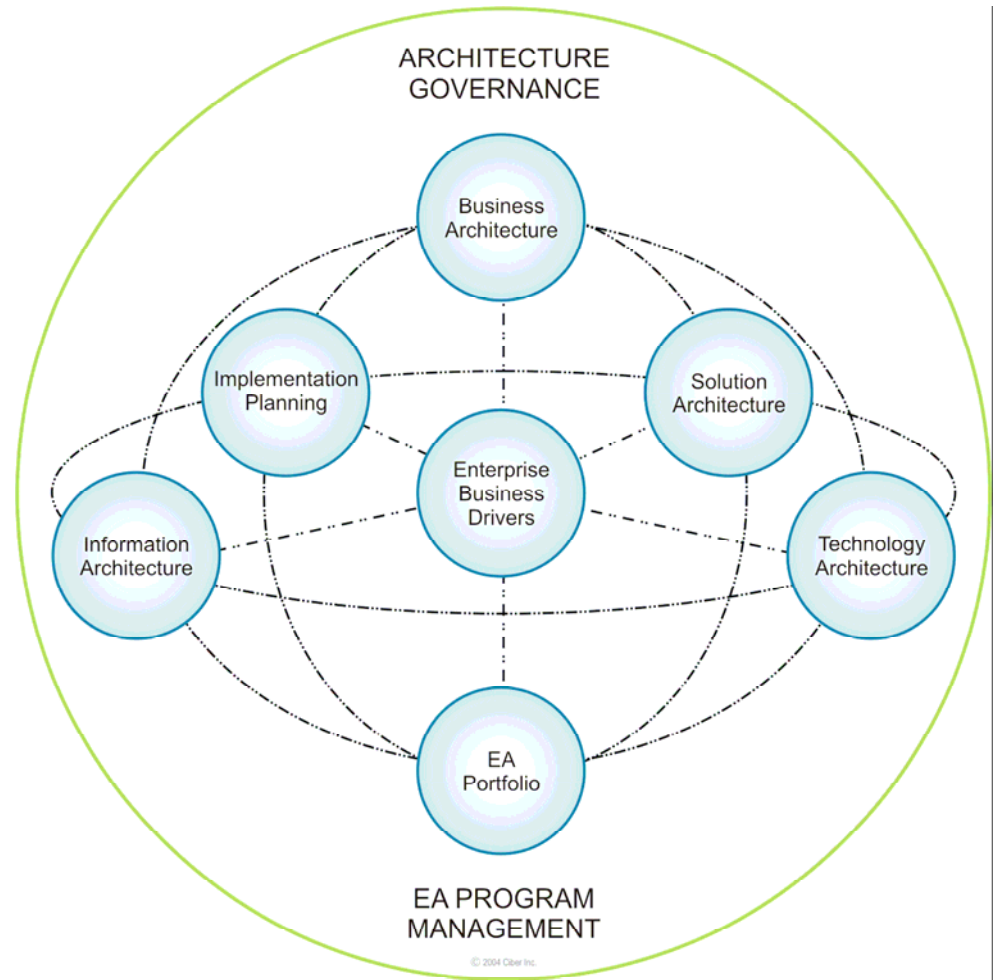 ARCHITECTURE
GOVERNANCE
Business
Architecture
Implementation
Planning
Solution
Architecture
Enterprise
Business
Drivers
Information
Architecture
Technology
Architecture
EA
Portfolio
EA PROGRAM
MANAGEMENT
© 2004 Ciber Inc.